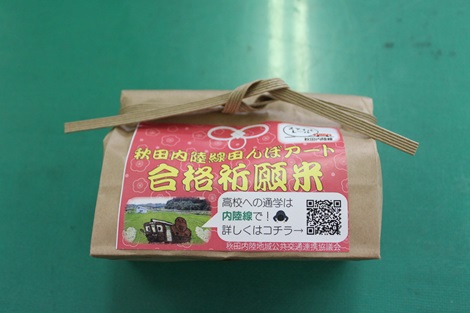 秋田内陸線田んぼアート
合格祈願米
高校への通学は
内陸線で!
詳しくはコチラ→
秋田内陸地域公共交通連携協議会